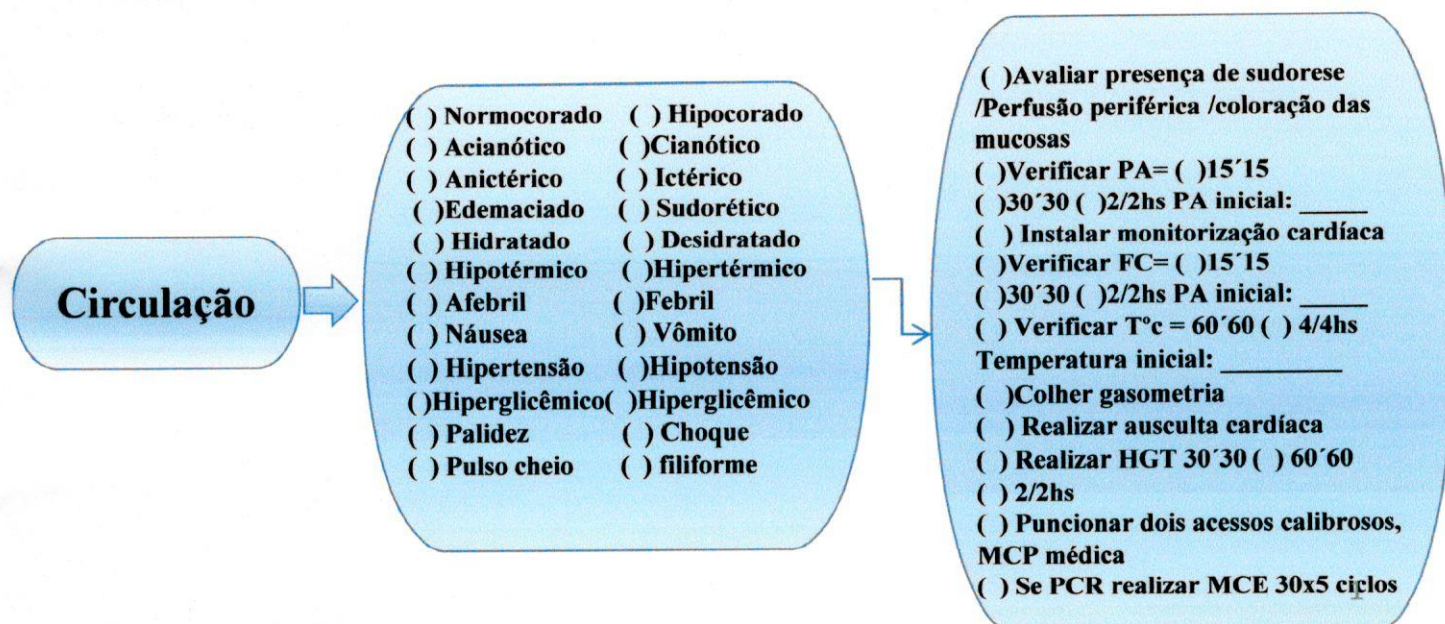 Circulação
( ) Normocorado ( ) Hipocorado
( ) Acianótico ( )Cianótico
( ) Anictérico ( ) Ictérico
( )Edemaciado ( ) Sudorético
( ) Hidratado ( ) Desidratado
( ) Hipotérmico ( )Hipertérmico
( ) Afebril ( )Febril
( ) Náusea ( ) Vômito
( ) Hipertensão ( )Hipotensão
( )Hiperglicêmico( )Hiperglicêmico
( ) Palidez ( ) Choque
( ) Pulso cheio ( ) filiforme
( )Avaliar presença de sudorese
/Perfusão periférica /coloração das
mucosas
( )Verificar PA= ( )15´15
( )30´30 ( )2/2hs PA inicial: _____
( ) Instalar monitorização cardíaca
( )Verificar FC= ( )15´15
( )30´30 ( )2/2hs PA inicial: _____
( ) Verificar Tºc = 60´60 ( ) 4/4hs
Temperatura inicial: _________
( )Colher gasometria
( ) Realizar ausculta cardíaca
( ) Realizar HGT 30´30 ( ) 60´60
( ) 2/2hs
( ) Puncionar dois acessos calibrosos,
MCP médica
( ) Se PCR realizar MCE 30x5 ciclos
1